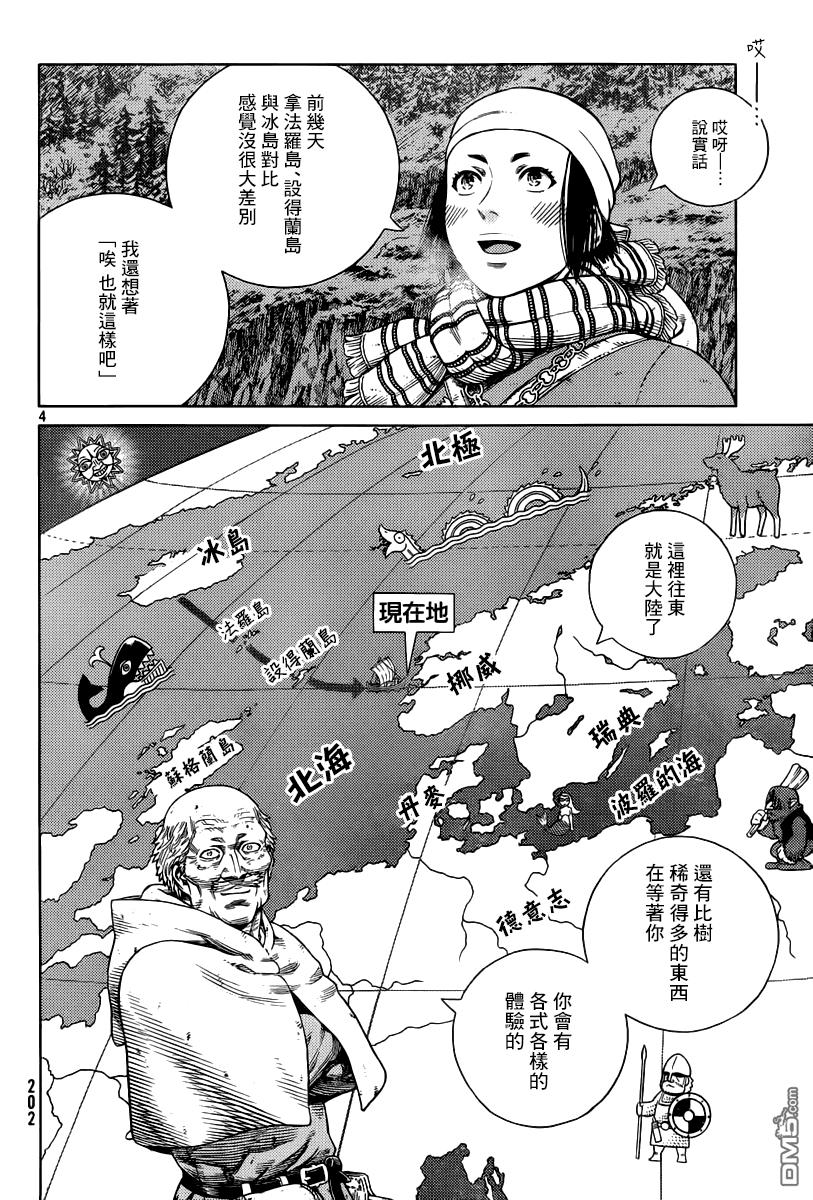 哎——…
哎呀—…
說實話
前幾天
拿法羅島、設得蘭島
與冰島對比
感覺沒很大差別
我還想著
「唉 也就這樣吧」
4
北極
冰島
這裡往東
就是大陸了
現在地
法羅島
設得蘭島
挪威
瑞典
蘇格蘭島
北海
丹麥
波羅的海
德意志
還有比樹
稀奇得多的東西
在等著你
你會有
各式各樣的
體驗的
202
DM5.com